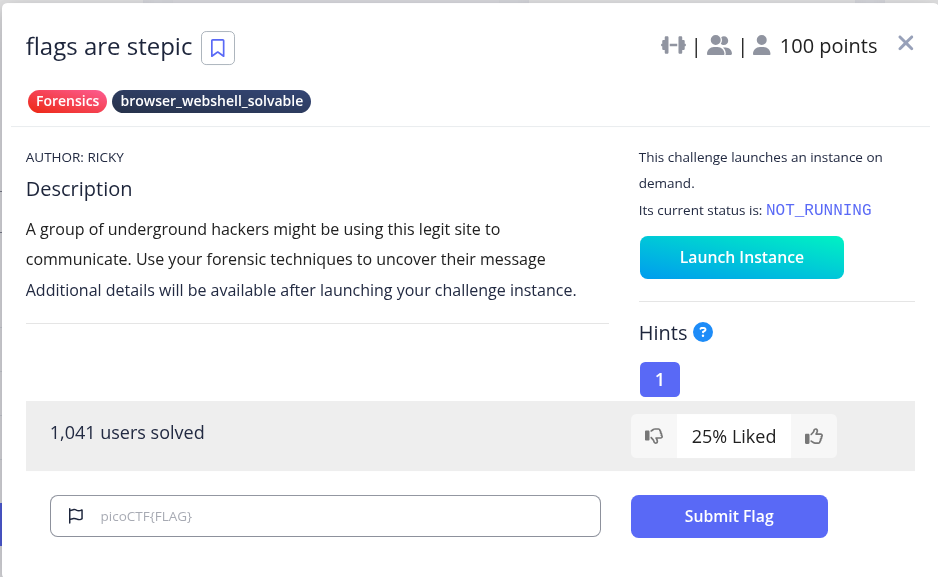 flags are stepic
| | 100 points
Forensics browser_webshell_solvable
AUTHOR: RICKY
Description
A group of underground hackers might be using this legit site to
communicate. Use your forensic techniques to uncover their message
Additional details will be available after launching your challenge instance.
This challenge launches an instance on
demand.
Its current status is: NOT_RUNNING
Launch Instance
Hints ?
1
1,041 users solved
25% Liked
picoCTF{FLAG}
Submit Flag